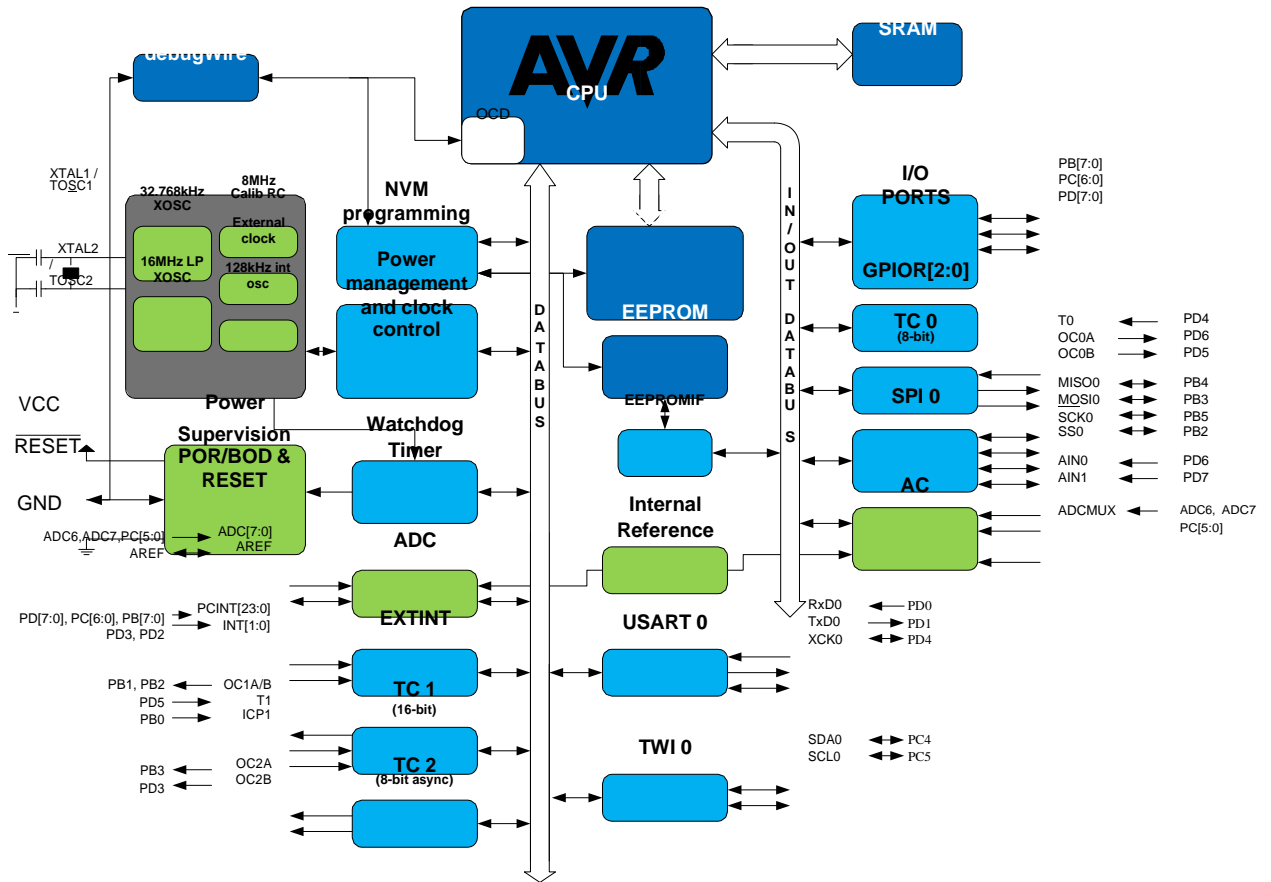 SRAM
debugWire
AVR
CPU
OCD
XTAL1 /
TOSC1
32.768kHz
XOSC
8MHz
Calib RC
External
clock
XTAL2
/
TOSC2
16MHz LP
XOSC
128kHz int
osc
NVM
programming
Power
management
and clock
control
DATABUS
EEPROM
EEPROMIF
IN/OUT DATABUS
I/O
PORTS
GPIOR[2:0]
PB[7:0]
PC[6:0]
PD[7:0]
TC 0
(8-bit)
T0 PD4
OC0A PD6
OC0B PD5
SPI 0
MISO0 PB4
MOSI0 PB3
SCK0 PB5
SS0 PB2
AC
AIN0 PD6
AIN1 PD7
ADCMUX ADC6, ADC7
PC[5:0]
VCC
RESET
GND
Power
Supervision
POR/BOD &
RESET
Watchdog
Timer
ADC6,ADC7,PC[5:0] ADC[7:0]
AREF AREF
ADC
Internal
Reference
PD[7:0], PC[6:0], PB[7:0] PCINT[23:0]
PD3, PD2 INT[1:0]
EXTINT
USART 0
RxD0 PD0
TxD0 PD1
XCK0 PD4
PB1, PB2 OC1A/B
PD5 T1
PB0 ICP1
TC 1
(16-bit)
TWI 0
SDA0 PC4
SCL0 PC5
PB3 OC2A
PD3 OC2B
TC 2
(8-bit async)